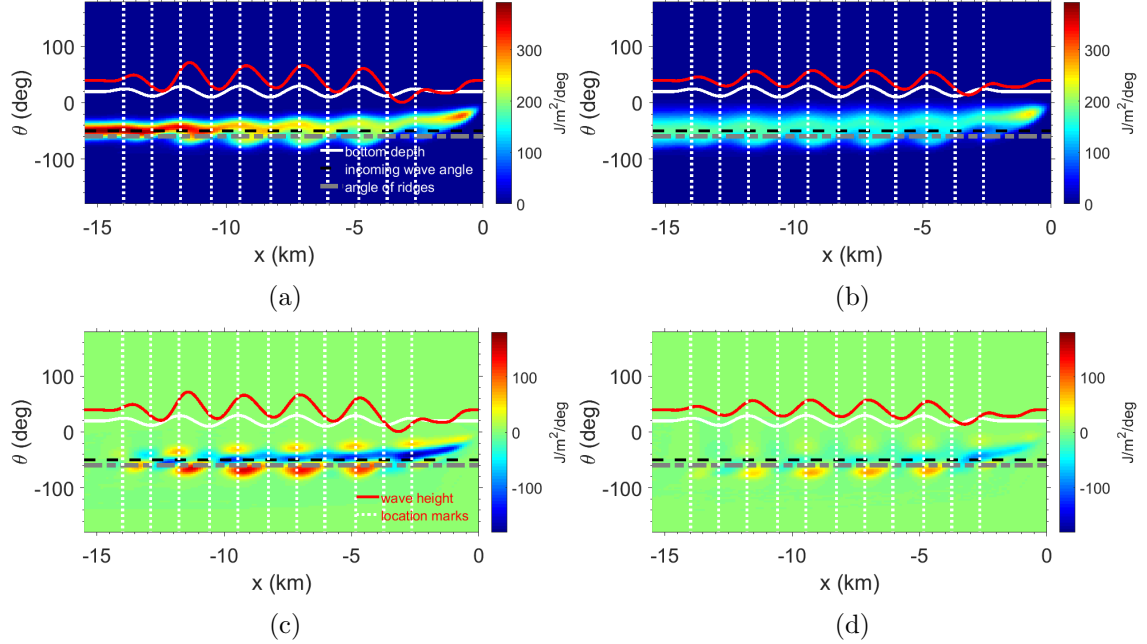 100
0
-100
θ (deg)
-15
-10
-5
0
x (km)
300
200
100
0
J/m²/deg
bottom depth
incoming wave angle
angle of ridges
(a)
100
0
-100
θ (deg)
-15
-10
-5
0
x (km)
300
200
100
0
J/m²/deg
(b)
100
0
-100
θ (deg)
-15
-10
-5
0
x (km)
100
0
-100
J/m²/deg
wave height
location marks
(c)
100
0
-100
θ (deg)
-15
-10
-5
0
x (km)
100
0
-100
J/m²/deg
(d)